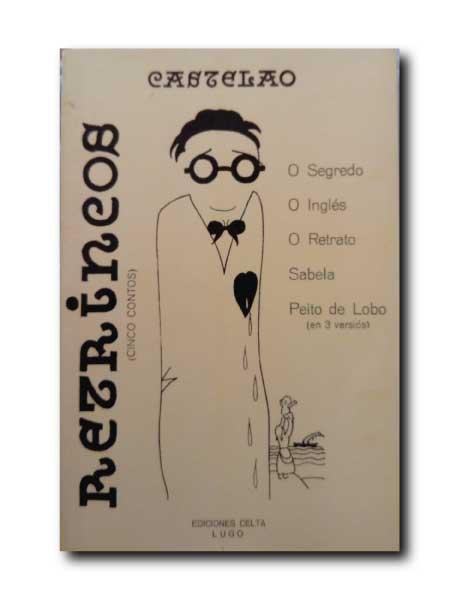 CASTELAO
RETRINCOS
(CINCO CONTOS)
O Segredo
O Inglés
O Retrato
Sabela
Peito de Lobo
(en 3 versiós)
EDICIONES CELTA
LUGO